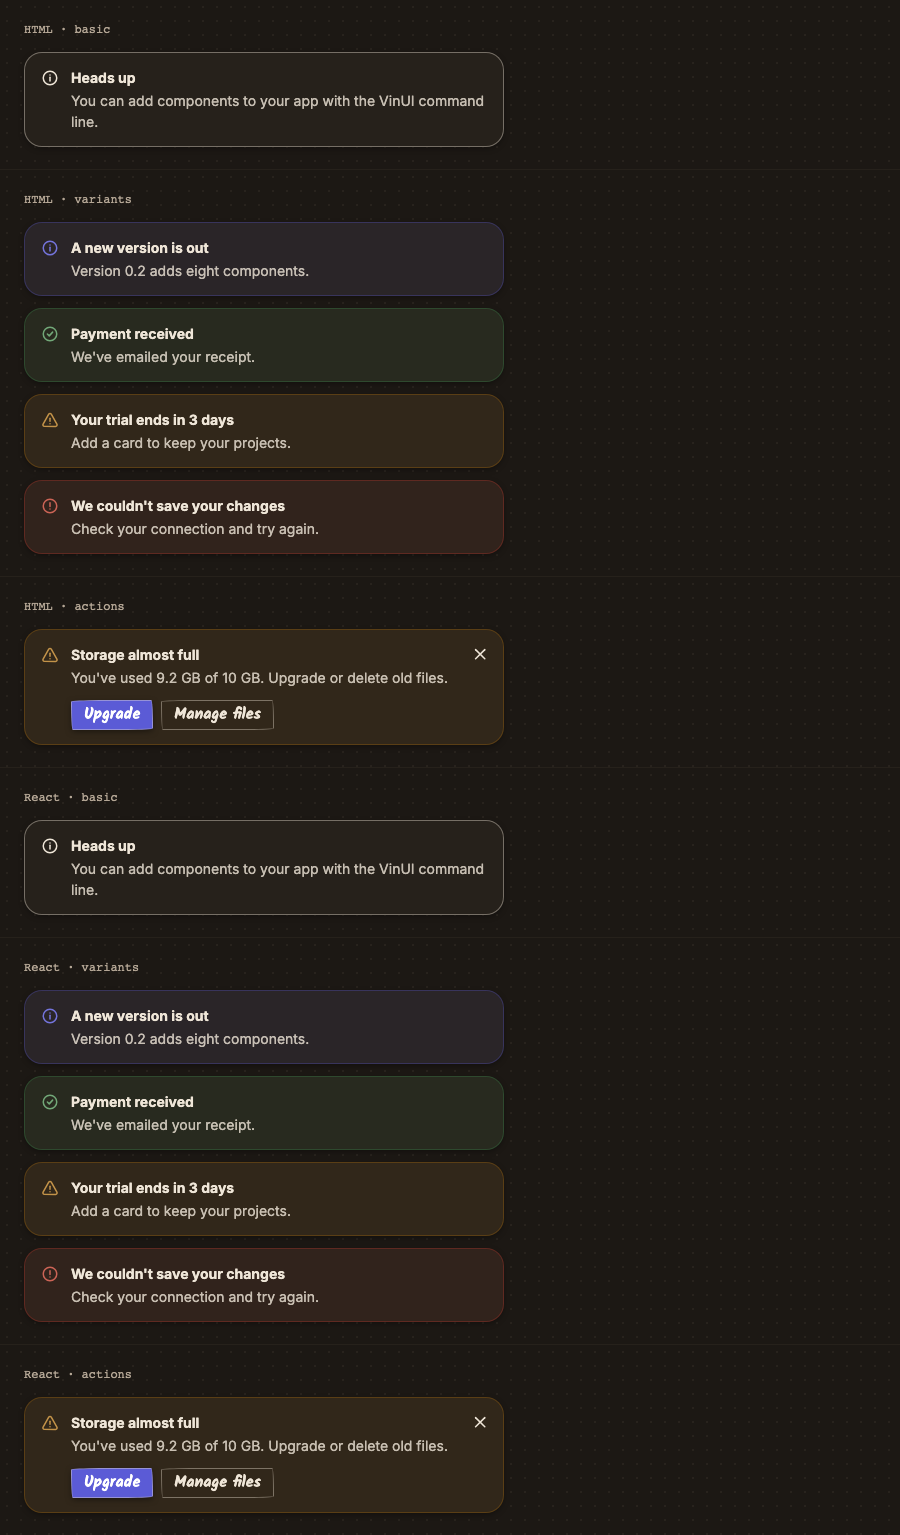 HTML · basic
Heads up
You can add components to your app with the VinUI command
line.
HTML · variants
A new version is out
Version 0.2 adds eight components.
Payment received
We've emailed your receipt.
Your trial ends in 3 days
Add a card to keep your projects.
We couldn't save your changes
Check your connection and try again.
HTML · actions
Storage almost full
You've used 9.2 GB of 10 GB. Upgrade or delete old files.
Upgrade Manage files
React · basic
Heads up
You can add components to your app with the VinUI command
line.
React · variants
A new version is out
Version 0.2 adds eight components.
Payment received
We've emailed your receipt.
Your trial ends in 3 days
Add a card to keep your projects.
We couldn't save your changes
Check your connection and try again.
React · actions
Storage almost full
You've used 9.2 GB of 10 GB. Upgrade or delete old files.
Upgrade Manage files